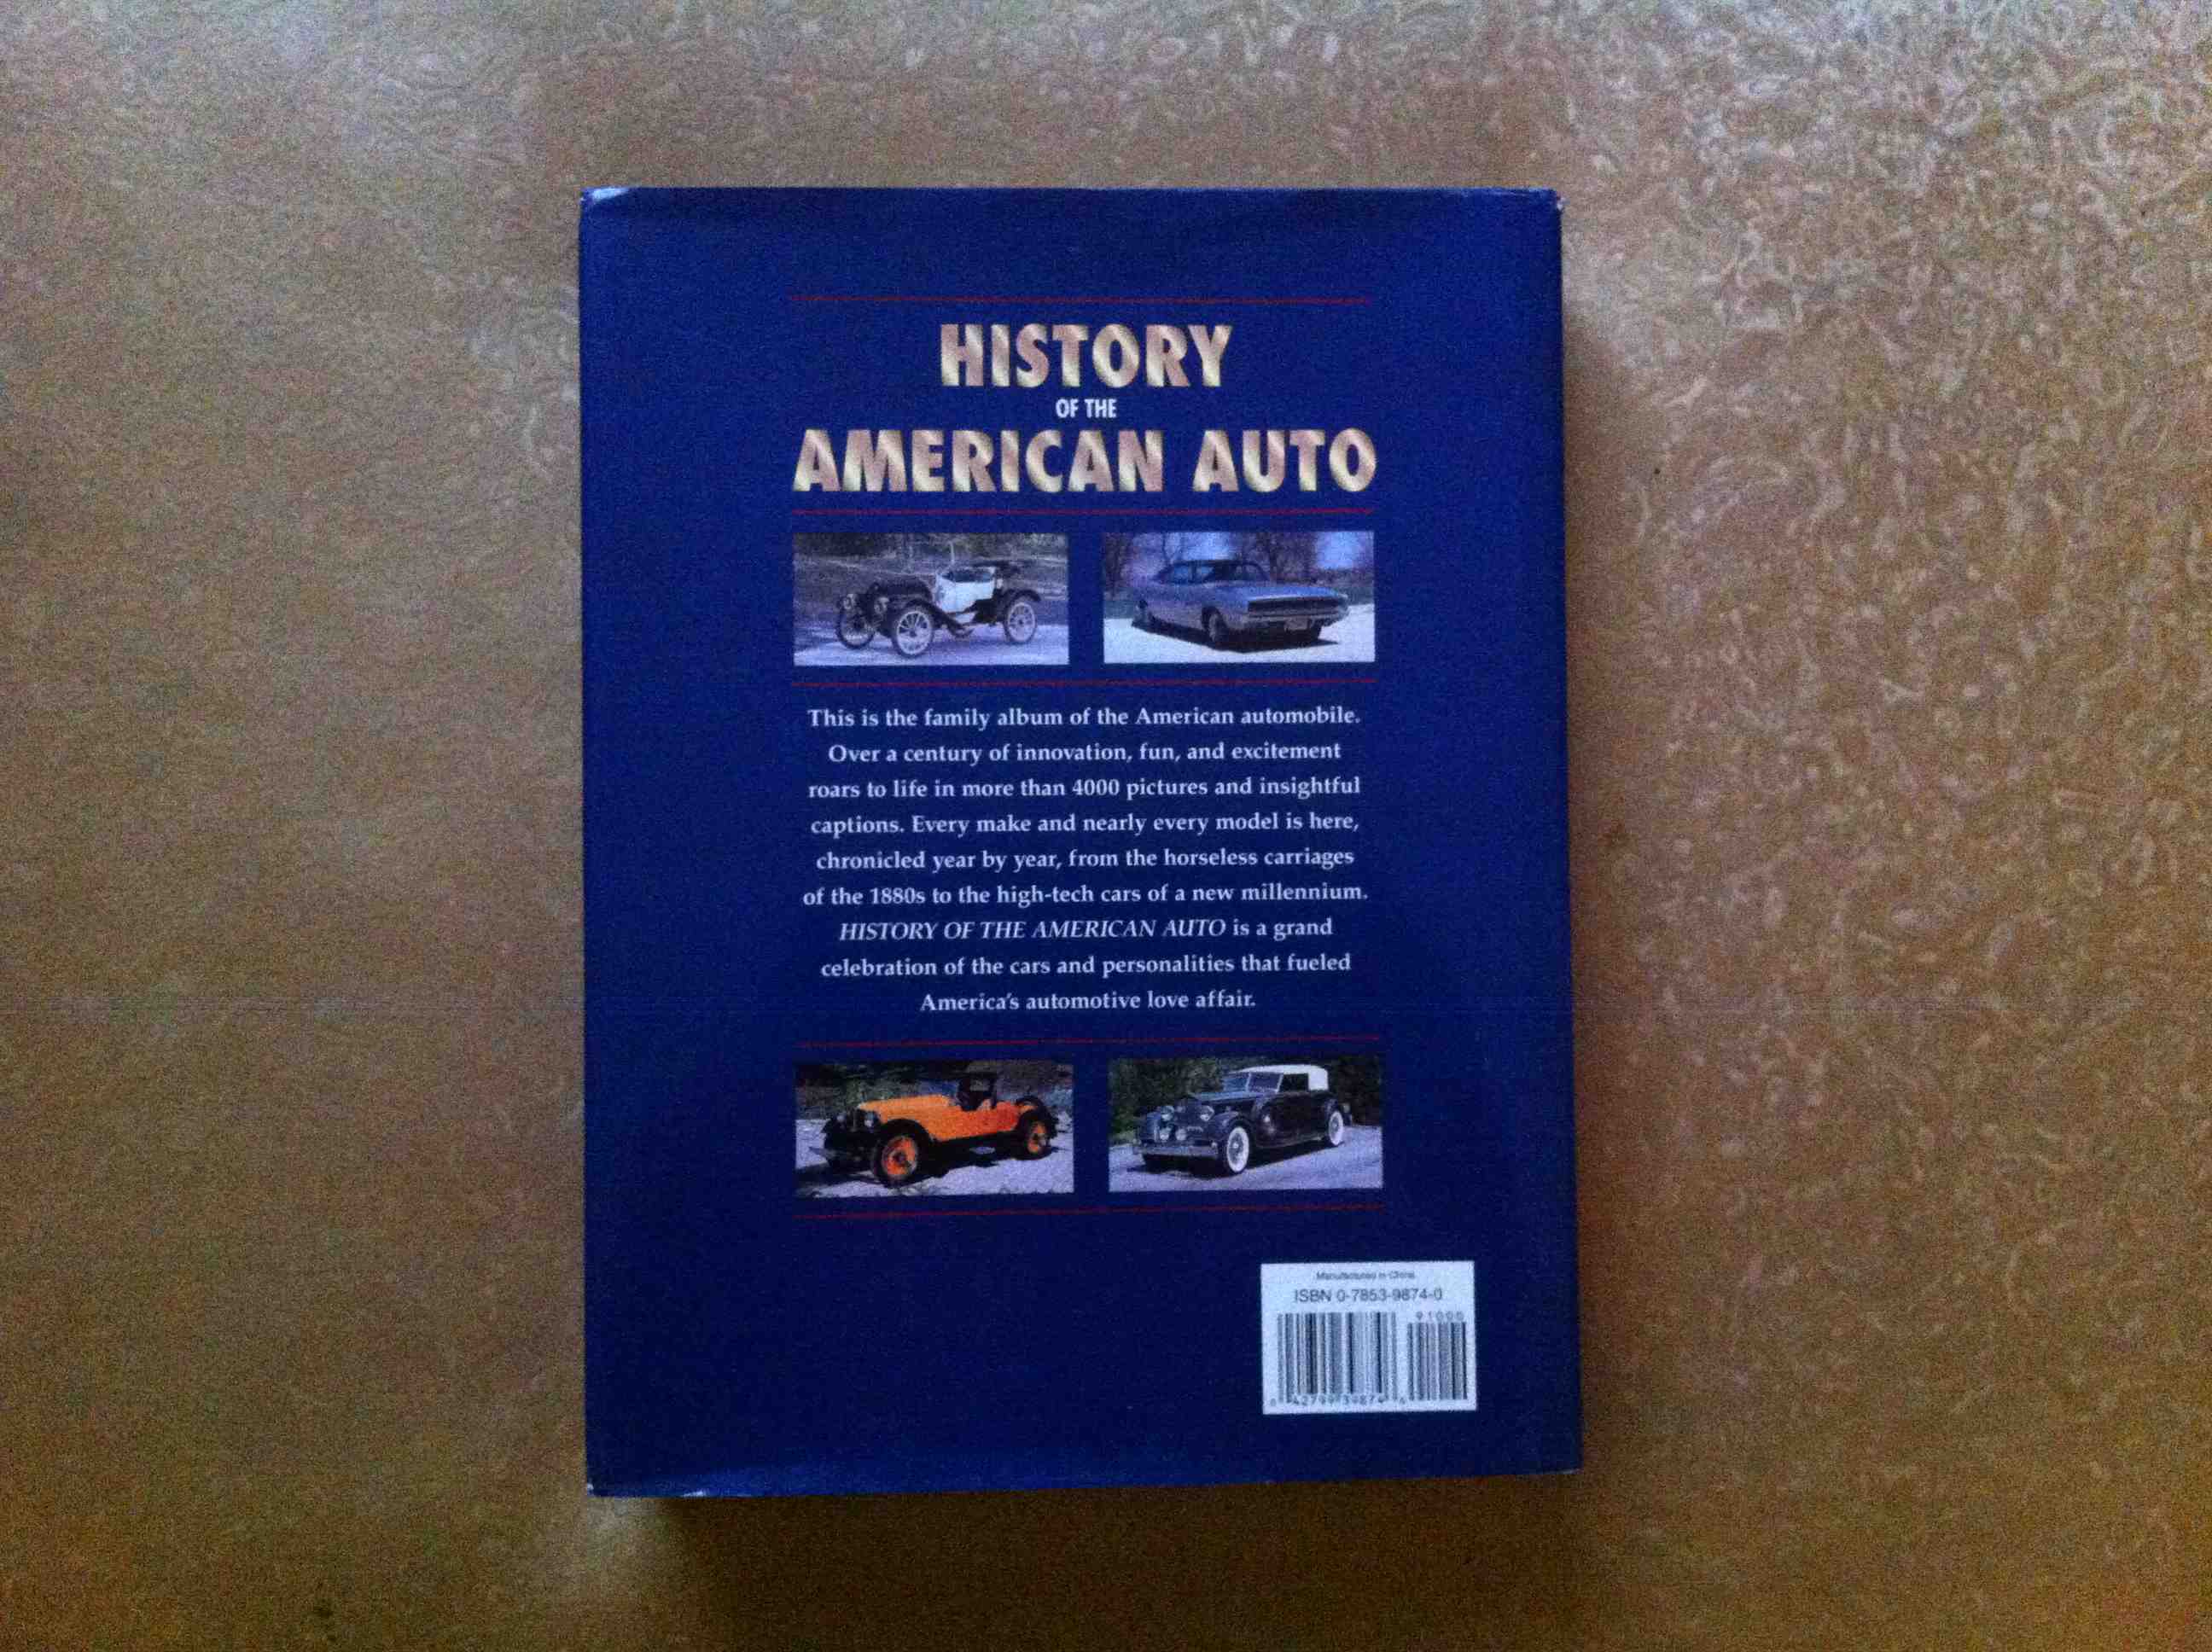 HISTORY
OF THE
AMERICAN AUTO
This is the family album of the American automobile.
Over a century of innovation, fun, and excitement
roars to life in more than 4000 pictures and insightful
captions. Every make and nearly every model is here,
chronicled year by year, from the horseless carriages
of the 1880s to the high-tech cars of a new millennium.
HISTORY OF THE AMERICAN AUTO is a grand
celebration of the cars and personalities that fueled
America's automotive love affair.
Manufactured in China
ISBN 0-7853-9874-0
91000